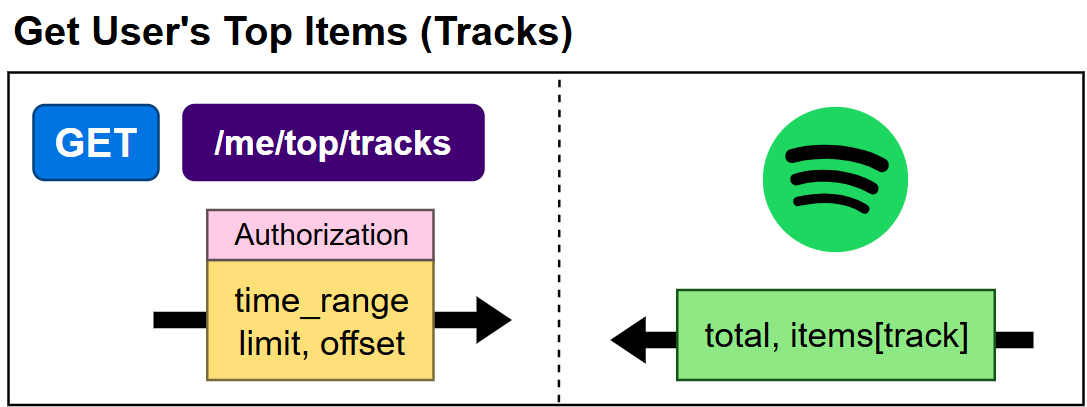 Get User's Top Items (Tracks)
GET
/me/top/tracks
Authorization
time_range
limit, offset
total, items[track]